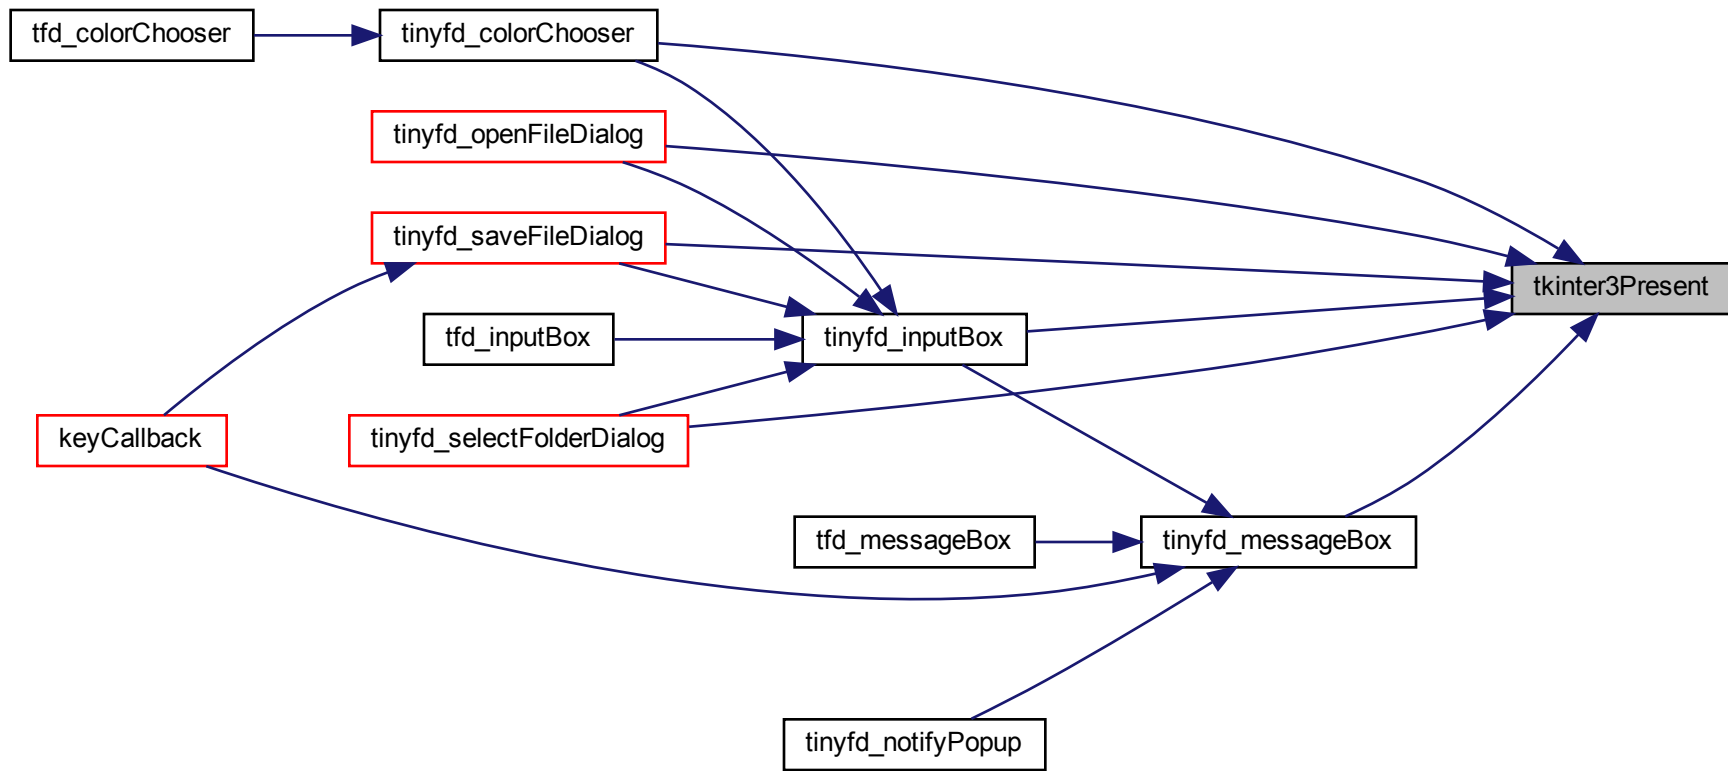 tfd_colorChooser
tinyfd_colorChooser
tinyfd_openFileDialog
tinyfd_saveFileDialog
tkinter3Present
tfd_inputBox
tinyfd_inputBox
keyCallback
tinyfd_selectFolderDialog
tfd_messageBox
tinyfd_messageBox
tinyfd_notifyPopup